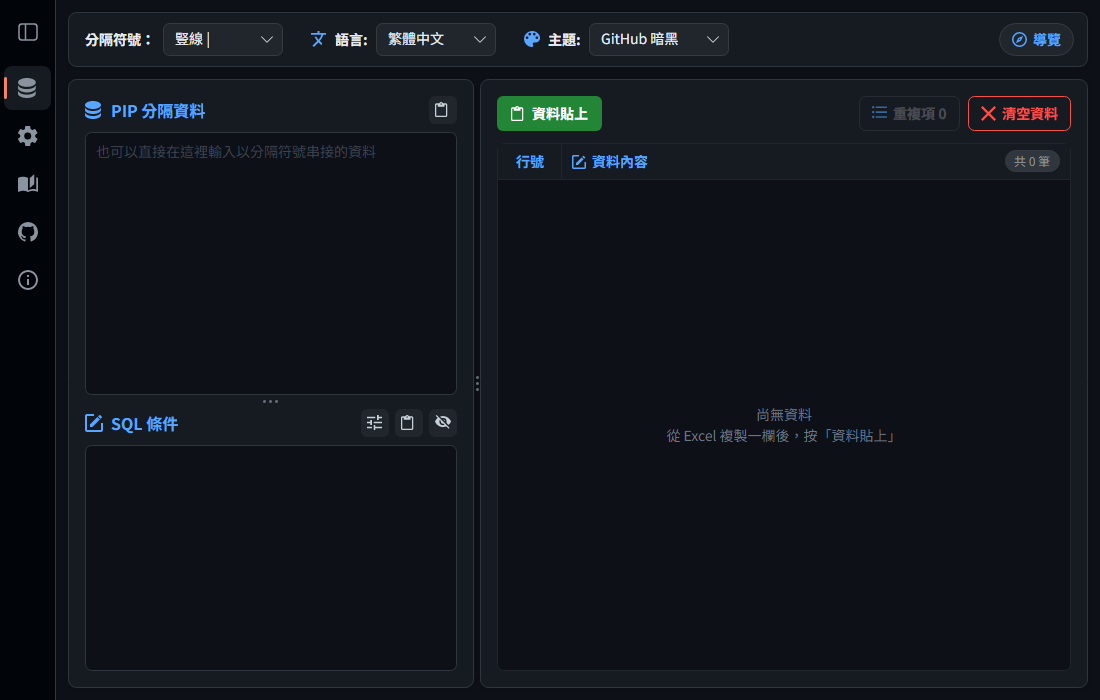 分隔符號： 豎線 | 語言: 繁體中文 主題: GitHub 暗黑 導覽
PIP 分隔資料
也可以直接在這裡輸入以分隔符號串接的資料
SQL 條件
資料貼上 重複項 0 清空資料
行號 資料內容 共 0 筆
尚無資料
從 Excel 複製一欄後，按「資料貼上」